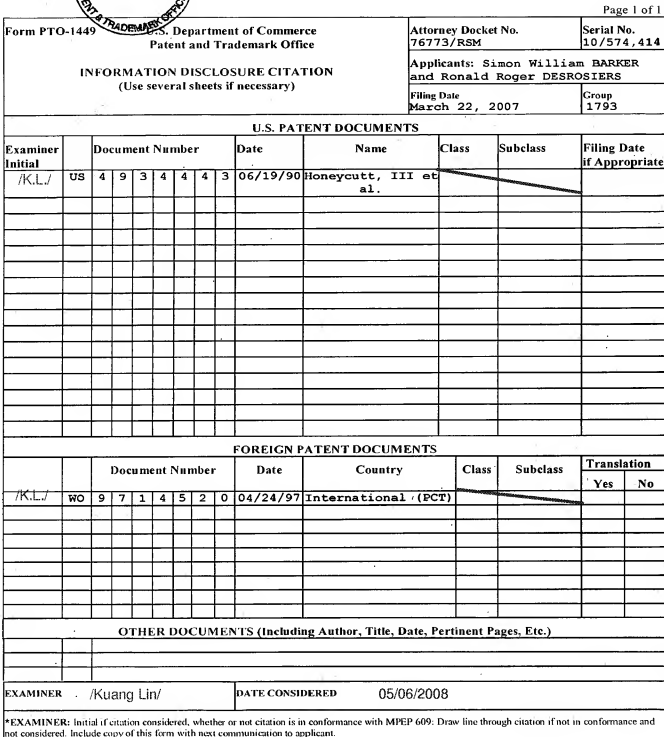 Page 1 of 1
ENT & TRADEMARK OFFIC
Form PTO-1449
U.S. Department of Commerce
Patent and Trademark Office
INFORMATION DISCLOSURE CITATION
(Use several sheets if necessary)
Attorney Docket No.
76773/RSM
Serial No.
10/574,414
Applicants: Simon William BARKER
and Ronald Roger DESROSIERS
Filing Date
March 22, 2007
Group
1793
U.S. PATENT DOCUMENTS
Examiner Initial Document Number Date Name Class Subclass Filing Date if Appropriate
/K.L./ US 4 9 3 4 4 4 3 06/19/90 Honeycutt, III et al.
FOREIGN PATENT DOCUMENTS
Document Number Date Country Class Subclass Translation
Yes No
/K.L./ WO 9 7 1 4 5 2 0 04/24/97 International (PCT)
OTHER DOCUMENTS (Including Author, Title, Date, Pertinent Pages, Etc.)
EXAMINER /Kuang Lin/ DATE CONSIDERED 05/06/2008
*EXAMINER: Initial if citation considered, whether or not citation is in conformance with MPEP 609: Draw line through citation if not in conformance and
not considered. Include copy of this form with next communication to applicant.